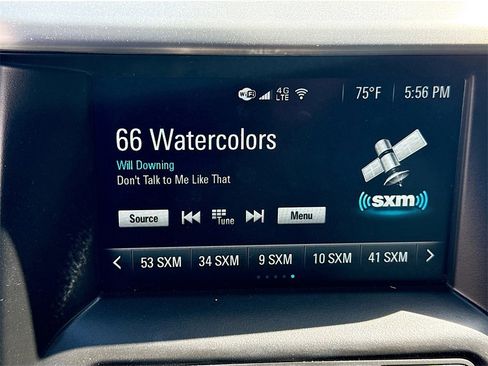 WiFi 4G LTE 75°F 5:56 PM
66 Watercolors
Will Downing
Don't Talk to Me Like That
Source Tune Menu
sxm
53 SXM 34 SXM 9 SXM 10 SXM 41 SXM